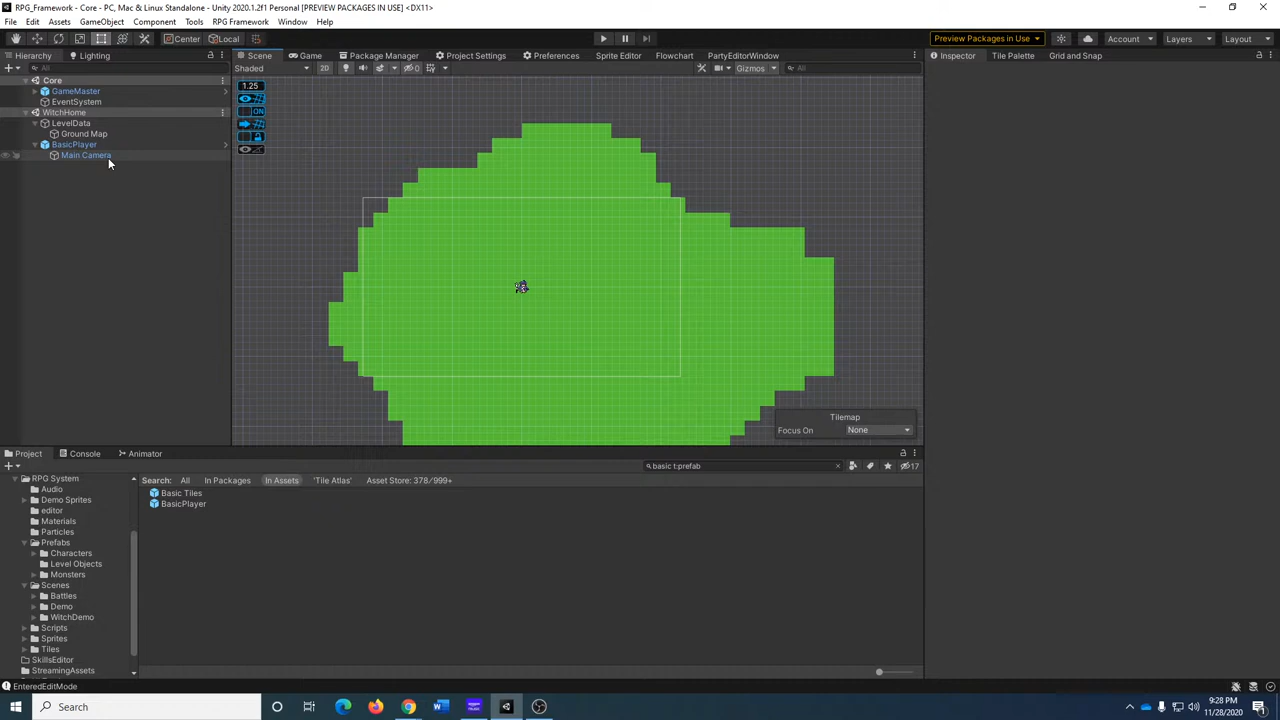 RPG_Framework - Core - PC, Mac & Linux Standalone - Unity 2020.1.2f1 Personal [PREVIEW PACKAGES IN USE] <DX11>
File Edit Assets GameObject Component Tools RPG Framework Window Help
Center Local Preview Packages in Use Account Layers Layout
Hierarchy Lighting Scene Game Package Manager Project Settings Preferences Sprite Editor Flowchart PartyEditorWindow Inspector Tile Palette Grid and Snap
All Shaded 2D 0 Gizmos All
Core
GameMaster
EventSystem
WitchHome
LevelData
Ground Map
BasicPlayer
Main Camera
1.25
ON
Tilemap
Focus On None
Project Console Animator
basic t:prefab 17
Search: All In Packages In Assets 'Tile Atlas' Asset Store: 378/999+
RPG System
Audio
Demo Sprites
editor
Materials
Particles
Prefabs
Characters
Level Objects
Monsters
Scenes
Battles
Demo
WitchDemo
Scripts
Sprites
Tiles
SkillsEditor
StreamingAssets
Basic Tiles
BasicPlayer
EnteredEditMode
Search
9:28 PM
11/28/2020